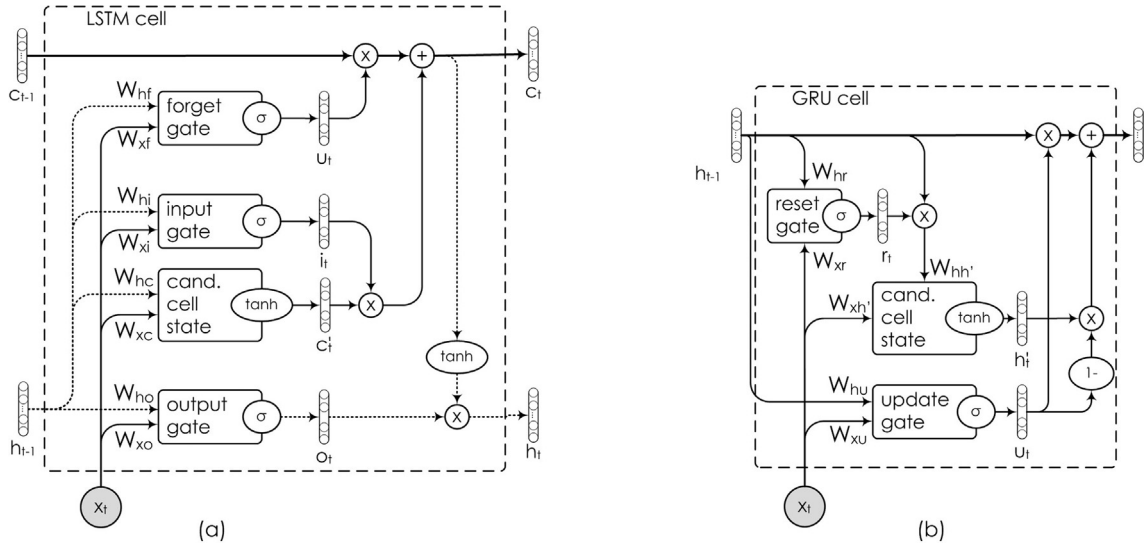 LSTM cell
ct-1
x
+
ct
Whf
forget
gate
σ
Wxf
ut
Whi
input
gate
σ
Wxi
it
Whc
cand.
cell
state
tanh
Wxc
c't
x
tanh
Who
output
gate
σ
Wxo
ot
x
ht-1
ht
xt
(a)
GRU cell
ht-1
x
+
Whr
reset
gate
σ
rt
x
Wxr
Whh'
Wxh'
cand.
cell
state
tanh
h't
x
1-
Whu
update
gate
σ
Wxu
ut
xt
(b)